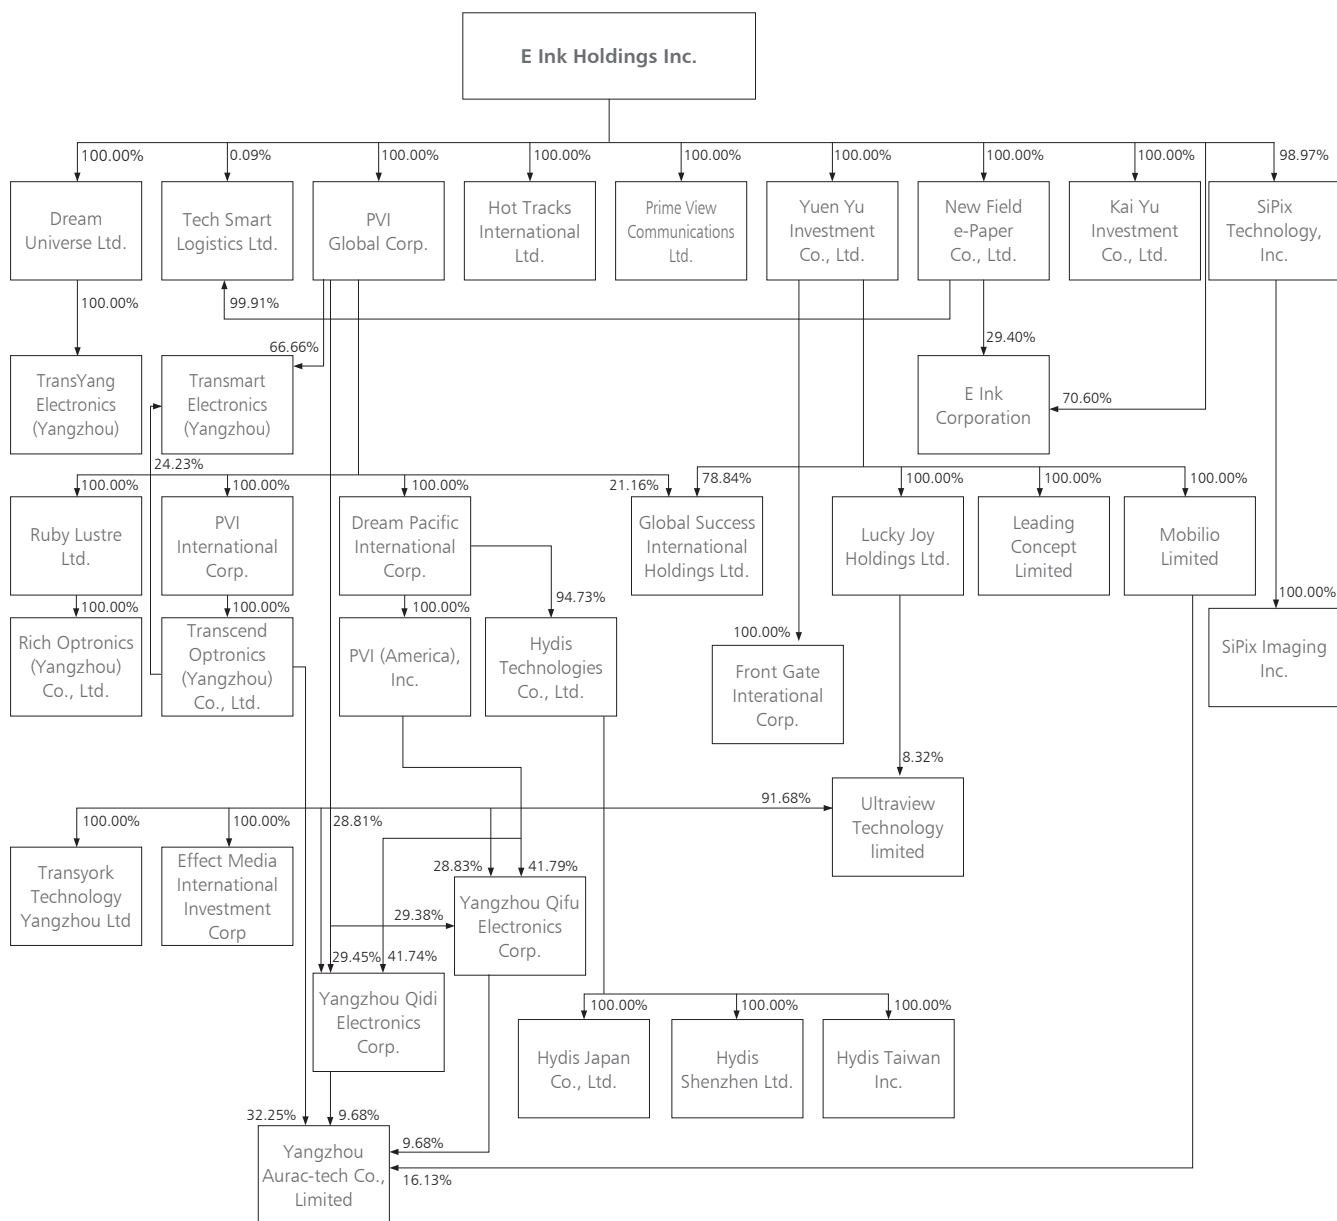 E Ink Holdings Inc.
100.00%
0.09%
100.00%
100.00%
100.00%
100.00%
100.00%
100.00%
98.97%
Dream
Universe Ltd.
Tech Smart
Logistics Ltd.
PVI
Global Corp.
Hot Tracks
International
Ltd.
Prime View
Communications
Ltd.
Yuen Yu
Investment
Co., Ltd.
New Field
e-Paper
Co., Ltd.
Kai Yu
Investment
Co., Ltd.
SiPix
Technology,
Inc.
100.00%
99.91%
66.66%
29.40%
TransYang
Electronics
(Yangzhou)
Transmart
Electronics
(Yangzhou)
E Ink
Corporation
70.60%
24.23%
100.00%
100.00%
100.00%
21.16%
78.84%
100.00%
100.00%
100.00%
Ruby Lustre
Ltd.
PVI
International
Corp.
Dream Pacific
International
Corp.
Global Success
International
Holdings Ltd.
Lucky Joy
Holdings Ltd.
Leading
Concept
Limited
Mobilio
Limited
100.00%
100.00%
100.00%
94.73%
100.00%
100.00%
Rich Optronics
(Yangzhou)
Co., Ltd.
Transcend
Optronics
(Yangzhou)
Co., Ltd.
PVI (America),
Inc.
Hydis
Technologies
Co., Ltd.
Front Gate
Interational
Corp.
SiPix Imaging
Inc.
8.32%
91.68%
100.00%
100.00%
28.81%
Ultraview
Technology
limited
Transyork
Technology
Yangzhou Ltd
Effect Media
International
Investment
Corp
28.83%
41.79%
Yangzhou Qifu
Electronics
Corp.
29.38%
29.45%
41.74%
Yangzhou Qidi
Electronics
Corp.
100.00%
100.00%
100.00%
Hydis Japan
Co., Ltd.
Hydis
Shenzhen Ltd.
Hydis Taiwan
Inc.
32.25%
9.68%
9.68%
16.13%
Yangzhou
Aurac-tech Co.,
Limited